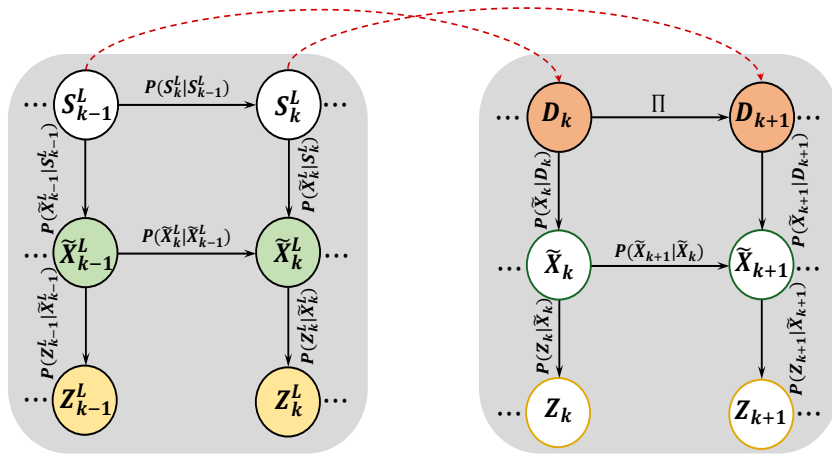 P(S^L_k|S^L_{k-1})
… S^L_{k-1} S^L_k …
P(X̃^L_{k-1}|S^L_{k-1})
P(X̃^L_k|S^L_k)
P(X̃^L_k|X̃^L_{k-1})
… X̃^L_{k-1} X̃^L_k …
P(Z^L_{k-1}|X̃^L_{k-1})
P(Z^L_k|X̃^L_k)
… Z^L_{k-1} Z^L_k …
∏
… D_k D_{k+1} …
P(X̃_k|D_k)
P(X̃_{k+1}|D_{k+1})
P(X̃_{k+1}|X̃_k)
… X̃_k X̃_{k+1} …
P(Z_k|X̃_k)
P(Z_{k+1}|X̃_{k+1})
… Z_k Z_{k+1} …